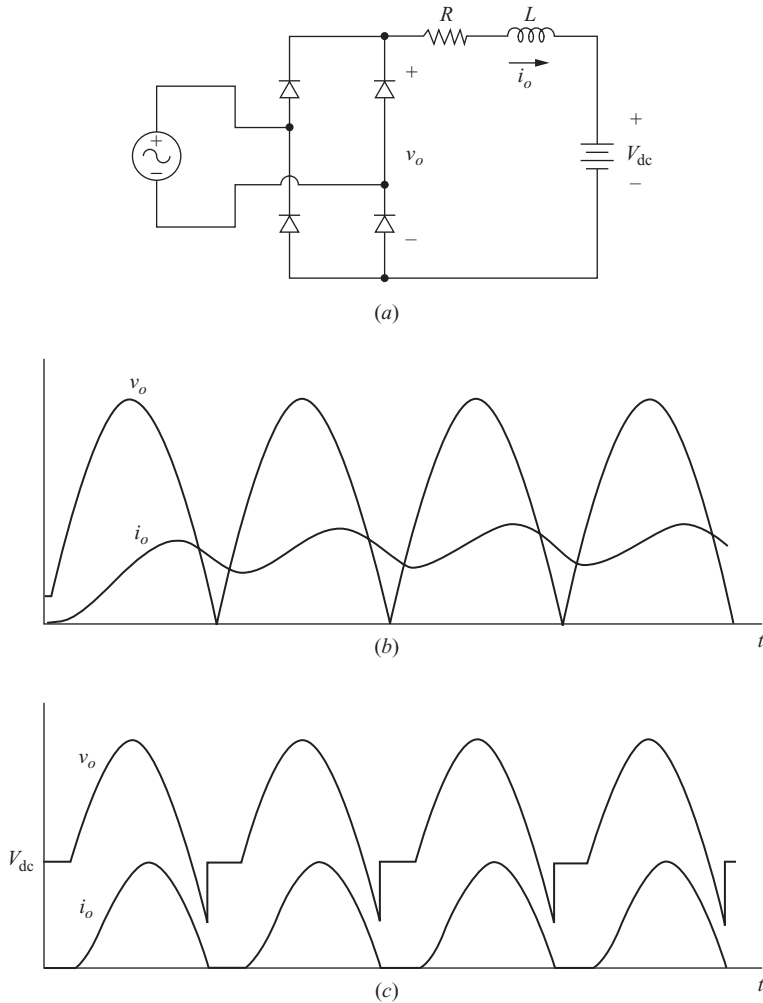 R L
+
−
+
−
i_o
v_o
+
V_dc
−
(a)
v_o
i_o
t
(b)
v_o
V_dc
i_o
t
(c)